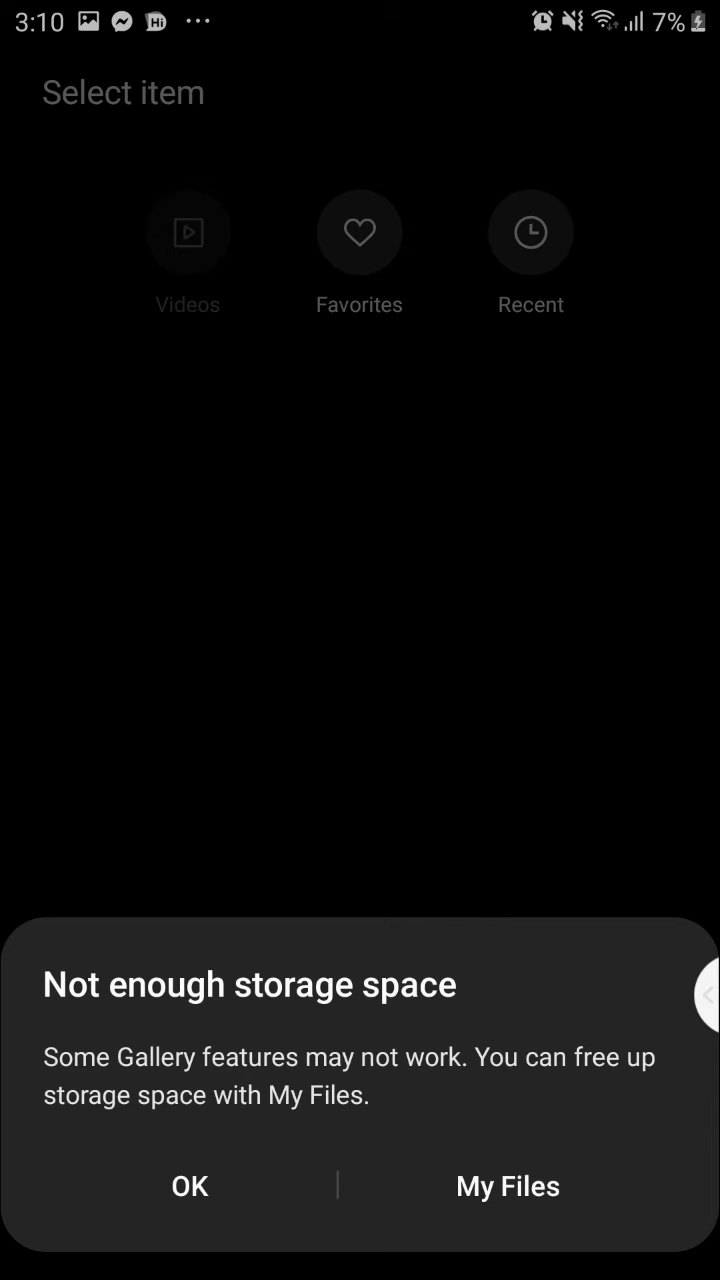 3:10 Hi 7%
Select item
Videos Favorites Recent
Not enough storage space
Some Gallery features may not work. You can free up
storage space with My Files.
OK My Files